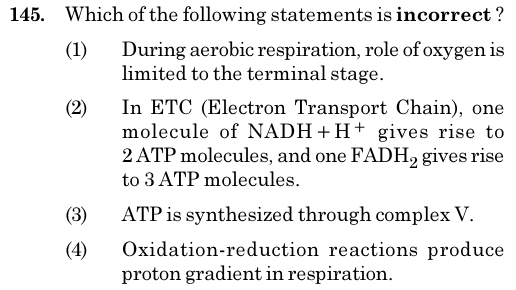 145. Which of the following statements is incorrect ?
(1) During aerobic respiration, role of oxygen is
limited to the terminal stage.
(2) In ETC (Electron Transport Chain), one
molecule of NADH + H⁺ gives rise to
2 ATP molecules, and one FADH₂ gives rise
to 3 ATP molecules.
(3) ATP is synthesized through complex V.
(4) Oxidation-reduction reactions produce
proton gradient in respiration.